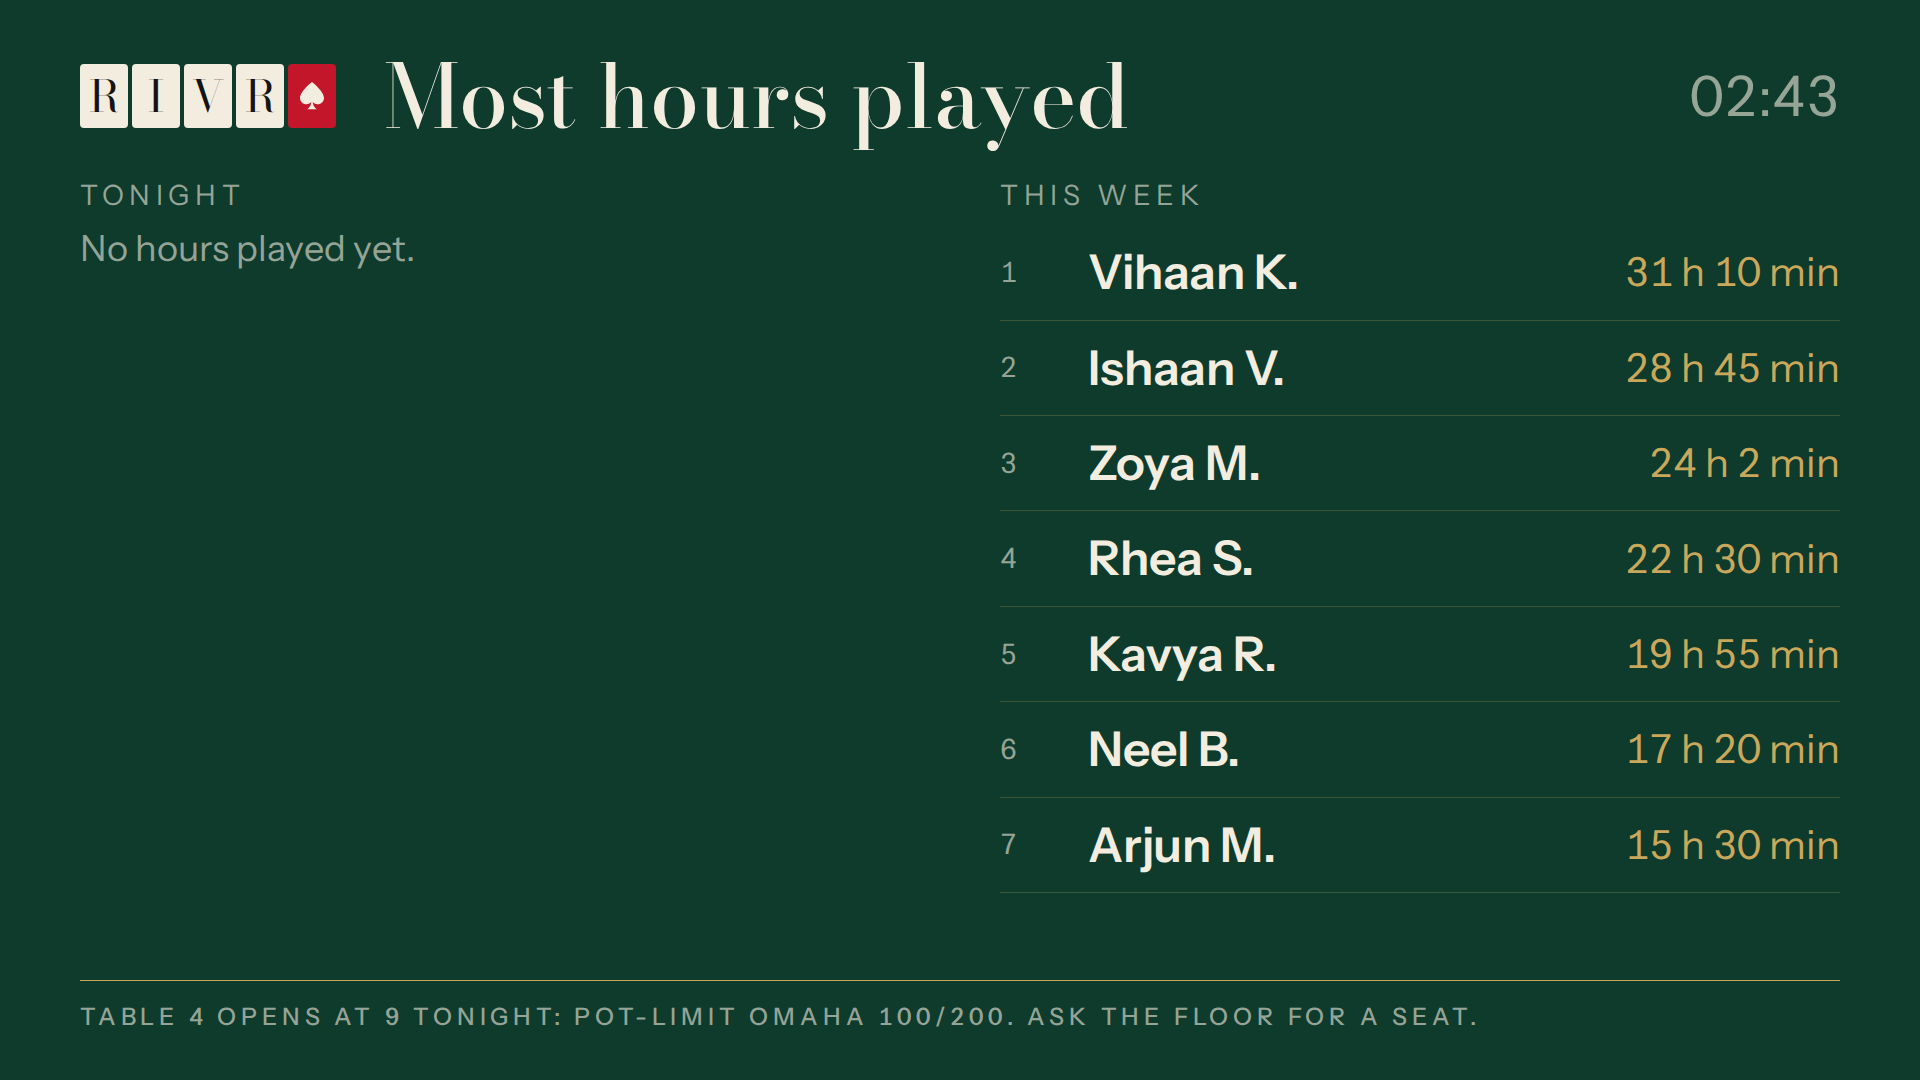 RIVR Most hours played 02:43
TONIGHT
No hours played yet.
THIS WEEK
1 Vihaan K. 31 h 10 min
2 Ishaan V. 28 h 45 min
3 Zoya M. 24 h 2 min
4 Rhea S. 22 h 30 min
5 Kavya R. 19 h 55 min
6 Neel B. 17 h 20 min
7 Arjun M. 15 h 30 min
TABLE 4 OPENS AT 9 TONIGHT: POT-LIMIT OMAHA 100/200. ASK THE FLOOR FOR A SEAT.